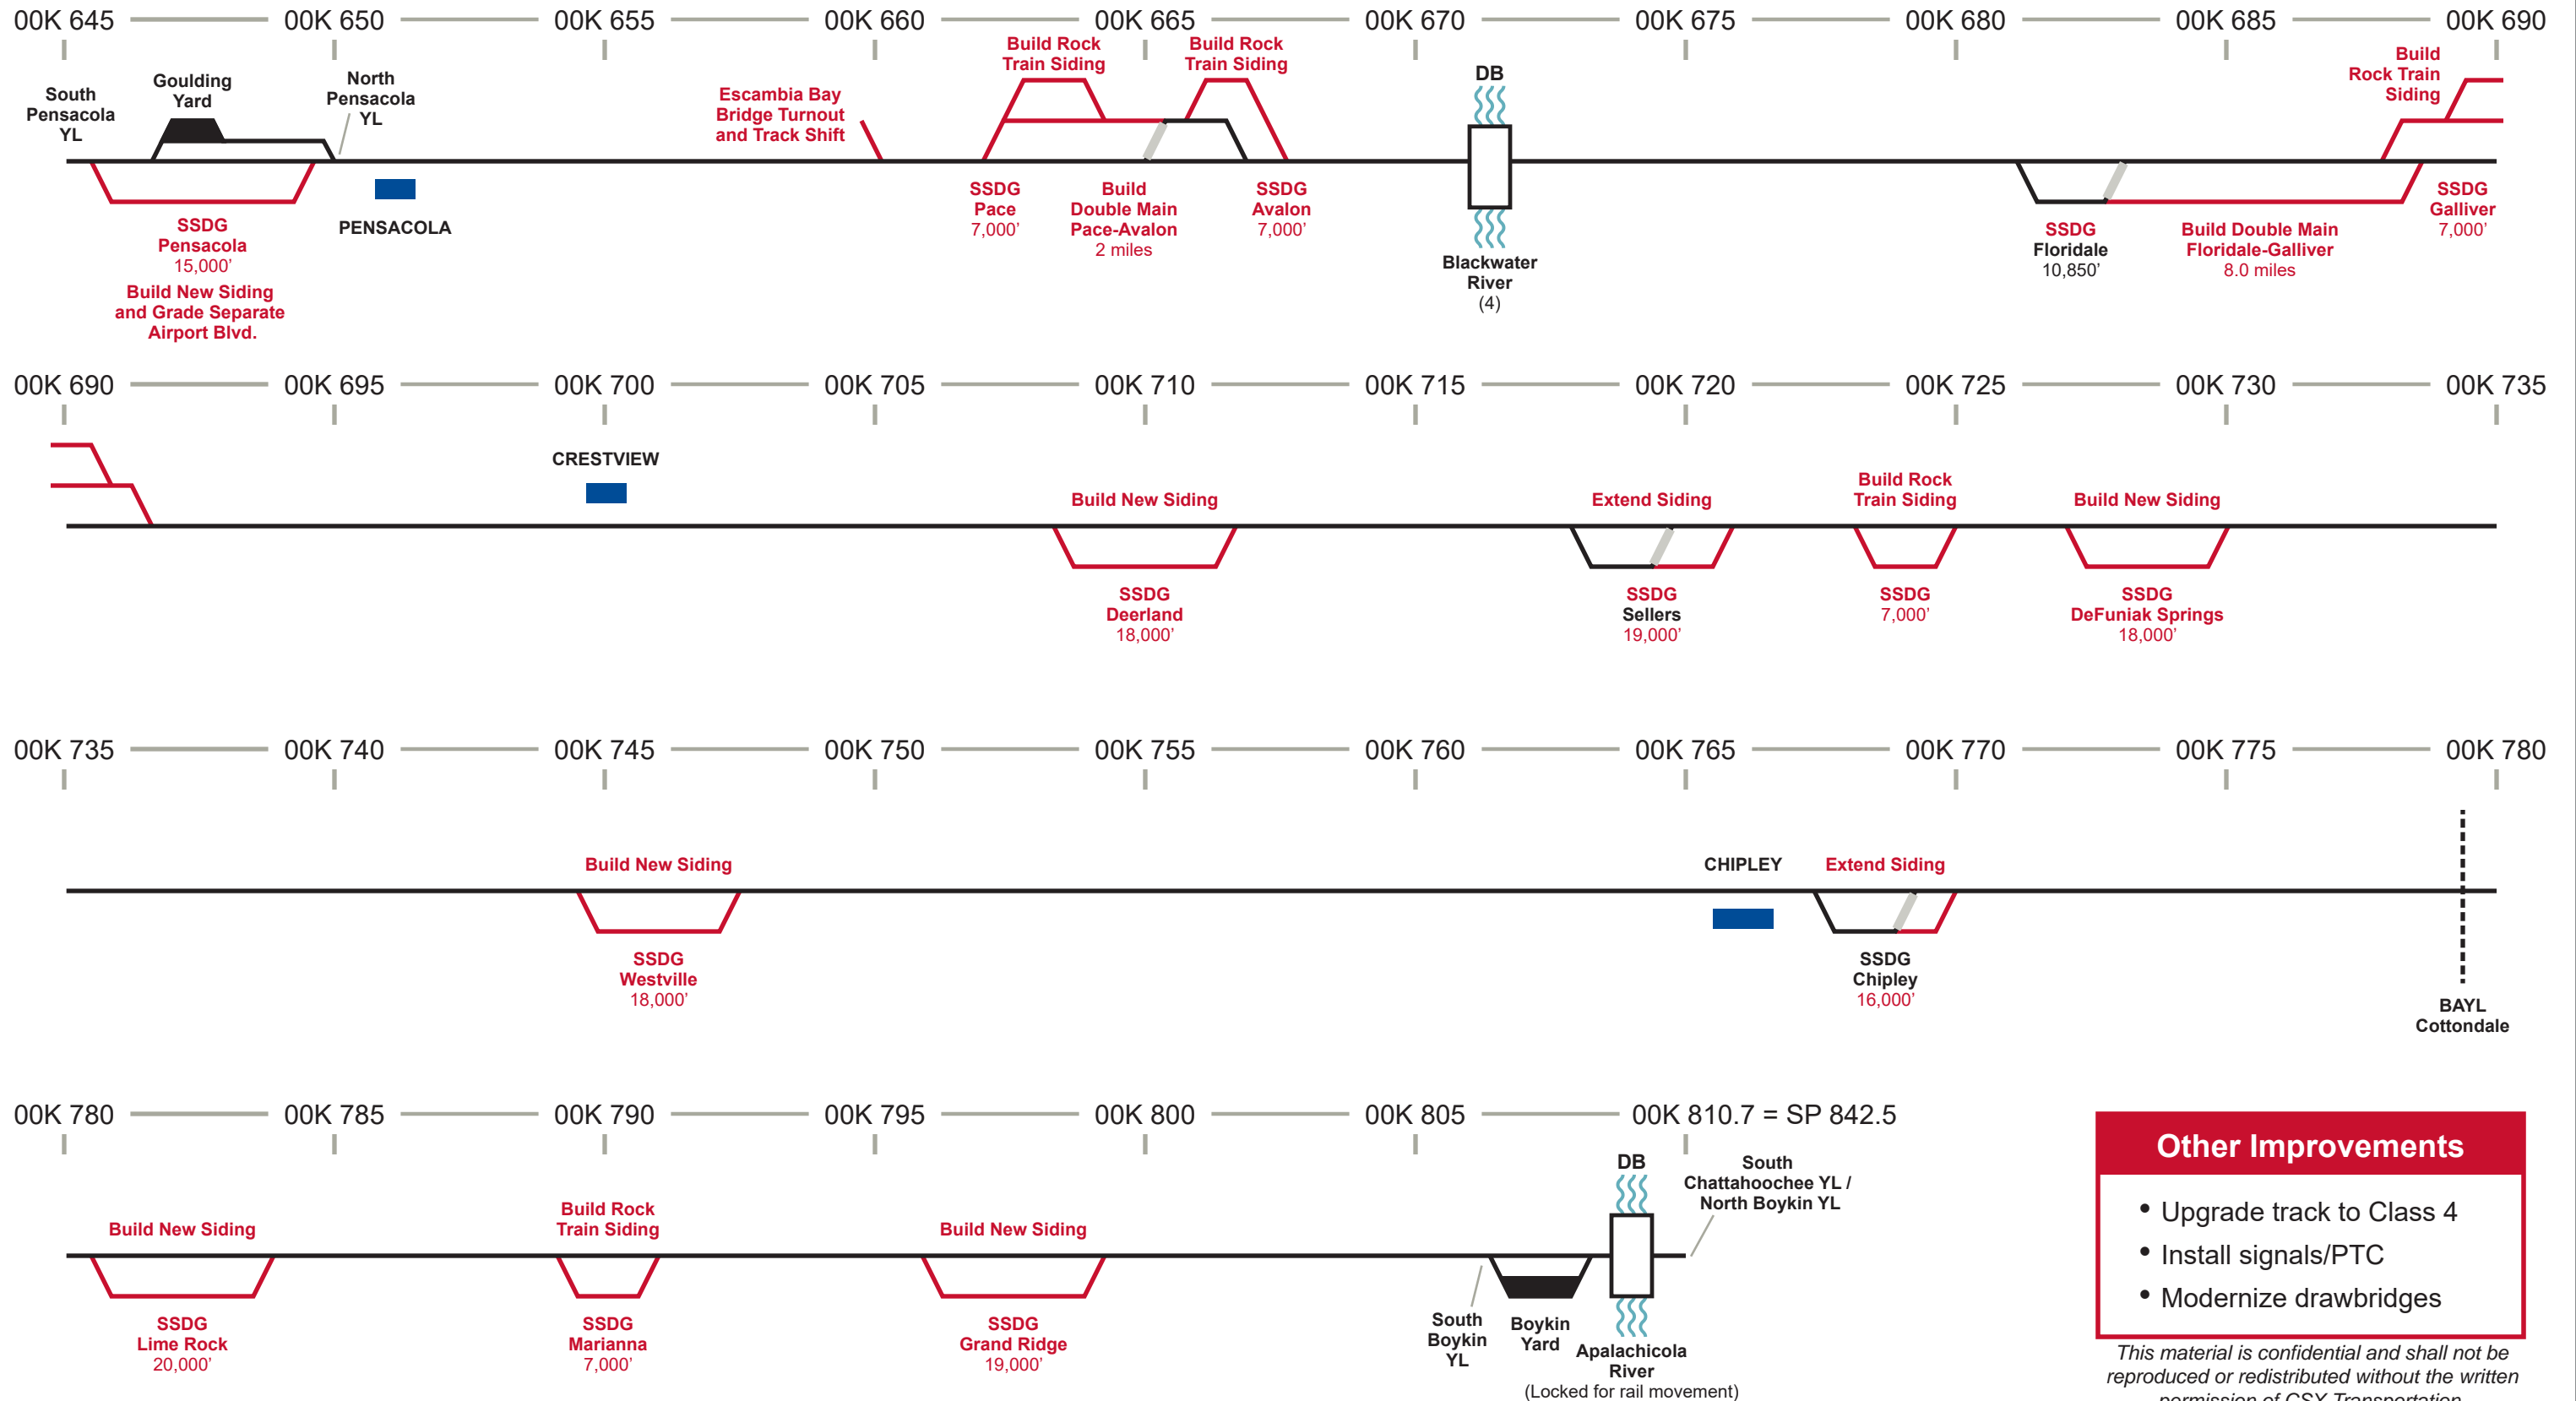 00K 645 00K 650 00K 655 00K 660 00K 665 00K 670 00K 675 00K 680 00K 685 00K 690
South
Pensacola
YL
Goulding
Yard
North
Pensacola
YL
SSDG
Pensacola
15,000’
Build New Siding
and Grade Separate
Airport Blvd.
PENSACOLA
Escambia Bay
Bridge Turnout
and Track Shift
Build Rock
Train Siding
Build Rock
Train Siding
SSDG
Pace
7,000’
Build
Double Main
Pace-Avalon
2 miles
SSDG
Avalon
7,000’
DB
Blackwater
River
(4)
SSDG
Floridale
10,850’
Build Double Main
Floridale-Galliver
8.0 miles
Build
Rock Train
Siding
SSDG
Galliver
7,000’
00K 690 00K 695 00K 700 00K 705 00K 710 00K 715 00K 720 00K 725 00K 730 00K 735
CRESTVIEW
Build New Siding
SSDG
Deerland
18,000’
Extend Siding
SSDG
Sellers
19,000’
Build Rock
Train Siding
SSDG
7,000’
Build New Siding
SSDG
DeFuniak Springs
18,000’
00K 735 00K 740 00K 745 00K 750 00K 755 00K 760 00K 765 00K 770 00K 775 00K 780
Build New Siding
SSDG
Westville
18,000’
CHIPLEY
Extend Siding
SSDG
Chipley
16,000’
BAYL
Cottondale
00K 780 00K 785 00K 790 00K 795 00K 800 00K 805 00K 810.7 = SP 842.5
Build New Siding
SSDG
Lime Rock
20,000’
Build Rock
Train Siding
SSDG
Marianna
7,000’
Build New Siding
SSDG
Grand Ridge
19,000’
South
Boykin
YL
Boykin
Yard
DB
Apalachicola
River
(Locked for rail movement)
South
Chattahoochee YL /
North Boykin YL
Other Improvements
• Upgrade track to Class 4
• Install signals/PTC
• Modernize drawbridges
This material is confidential and shall not be
reproduced or redistributed without the written
permission of CSX Transportation